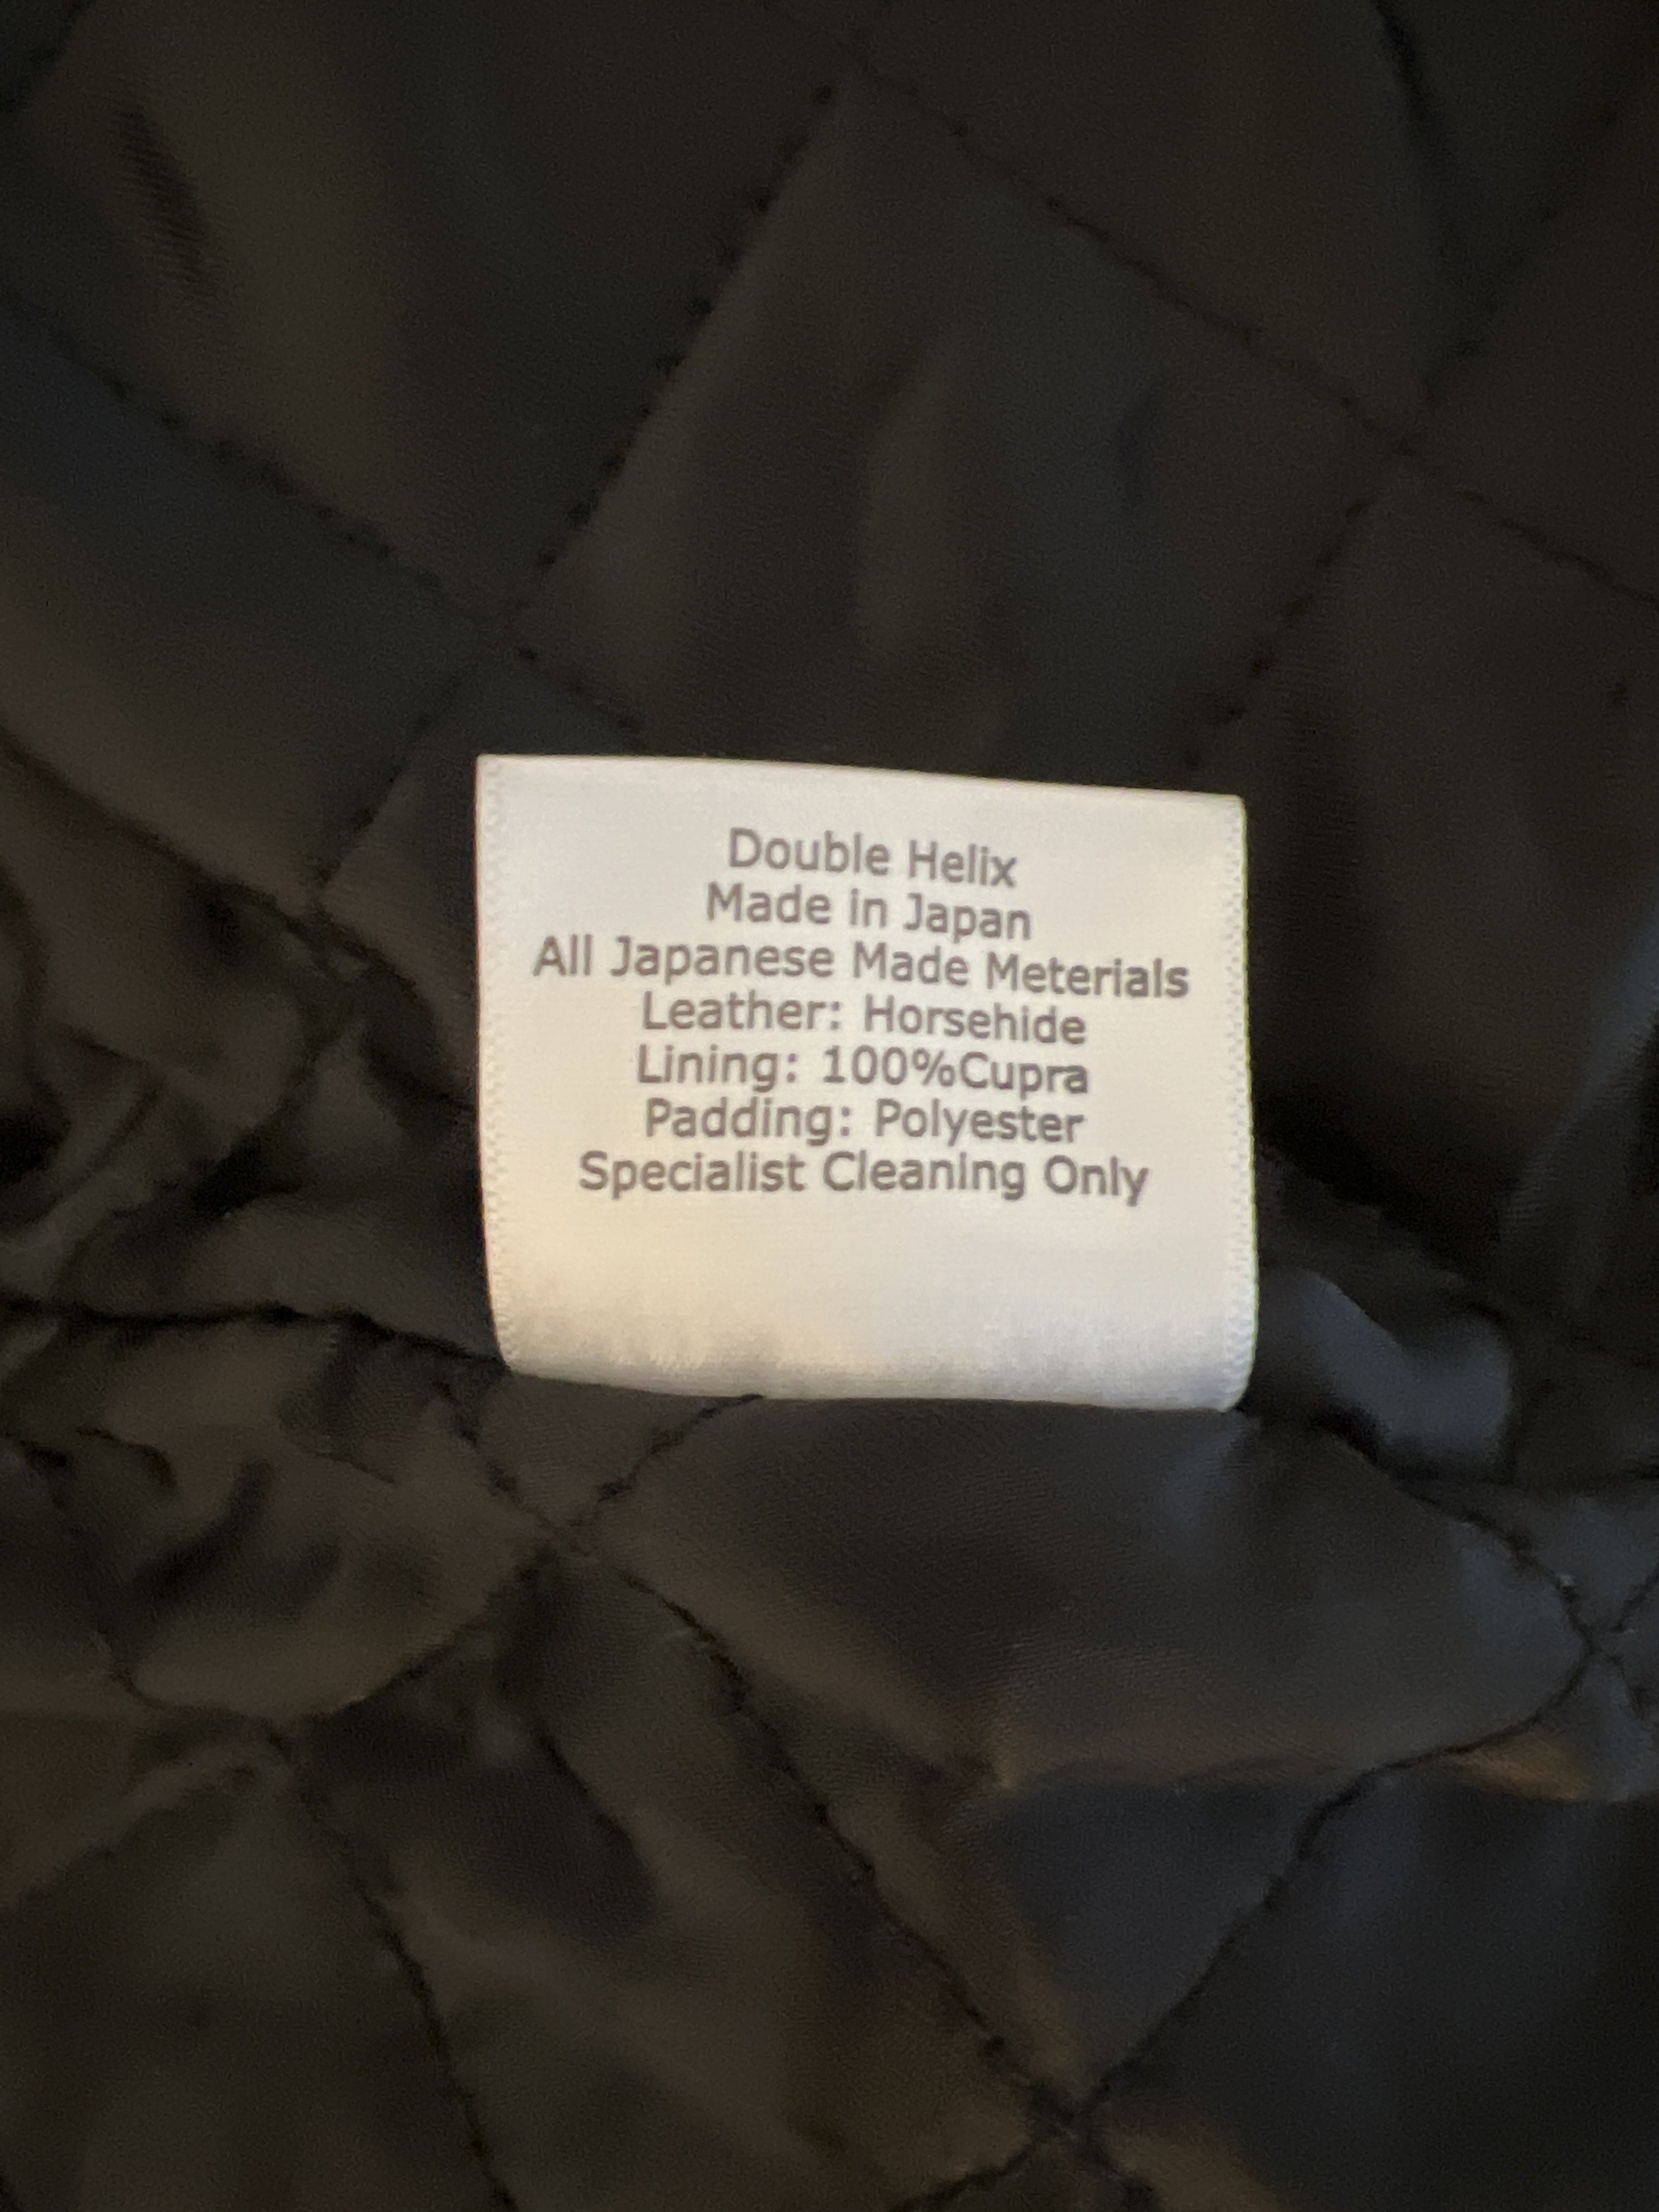 Double Helix
Made in Japan
All Japanese Made Meterials
Leather: Horsehide
Lining: 100%Cupra
Padding: Polyester
Specialist Cleaning Only